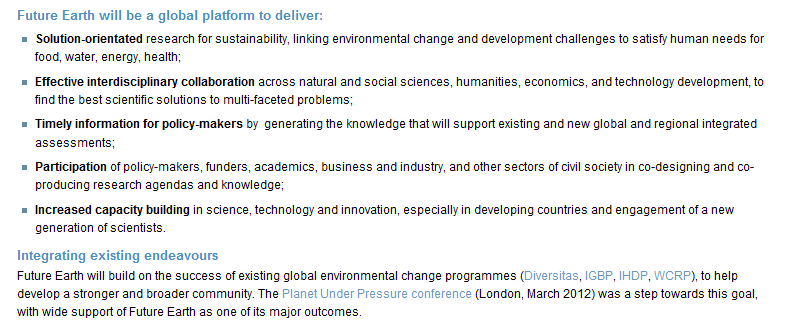 Future Earth will be a global platform to deliver:
Solution-orientated research for sustainability, linking environmental change and development challenges to satisfy human needs for
food, water, energy, health;
Effective interdisciplinary collaboration across natural and social sciences, humanities, economics, and technology development, to
find the best scientific solutions to multi-faceted problems;
Timely information for policy-makers by generating the knowledge that will support existing and new global and regional integrated
assessments;
Participation of policy-makers, funders, academics, business and industry, and other sectors of civil society in co-designing and co-
producing research agendas and knowledge;
Increased capacity building in science, technology and innovation, especially in developing countries and engagement of a new
generation of scientists.
Integrating existing endeavours
Future Earth will build on the success of existing global environmental change programmes (Diversitas, IGBP, IHDP, WCRP), to help
develop a stronger and broader community. The Planet Under Pressure conference (London, March 2012) was a step towards this goal,
with wide support of Future Earth as one of its major outcomes.